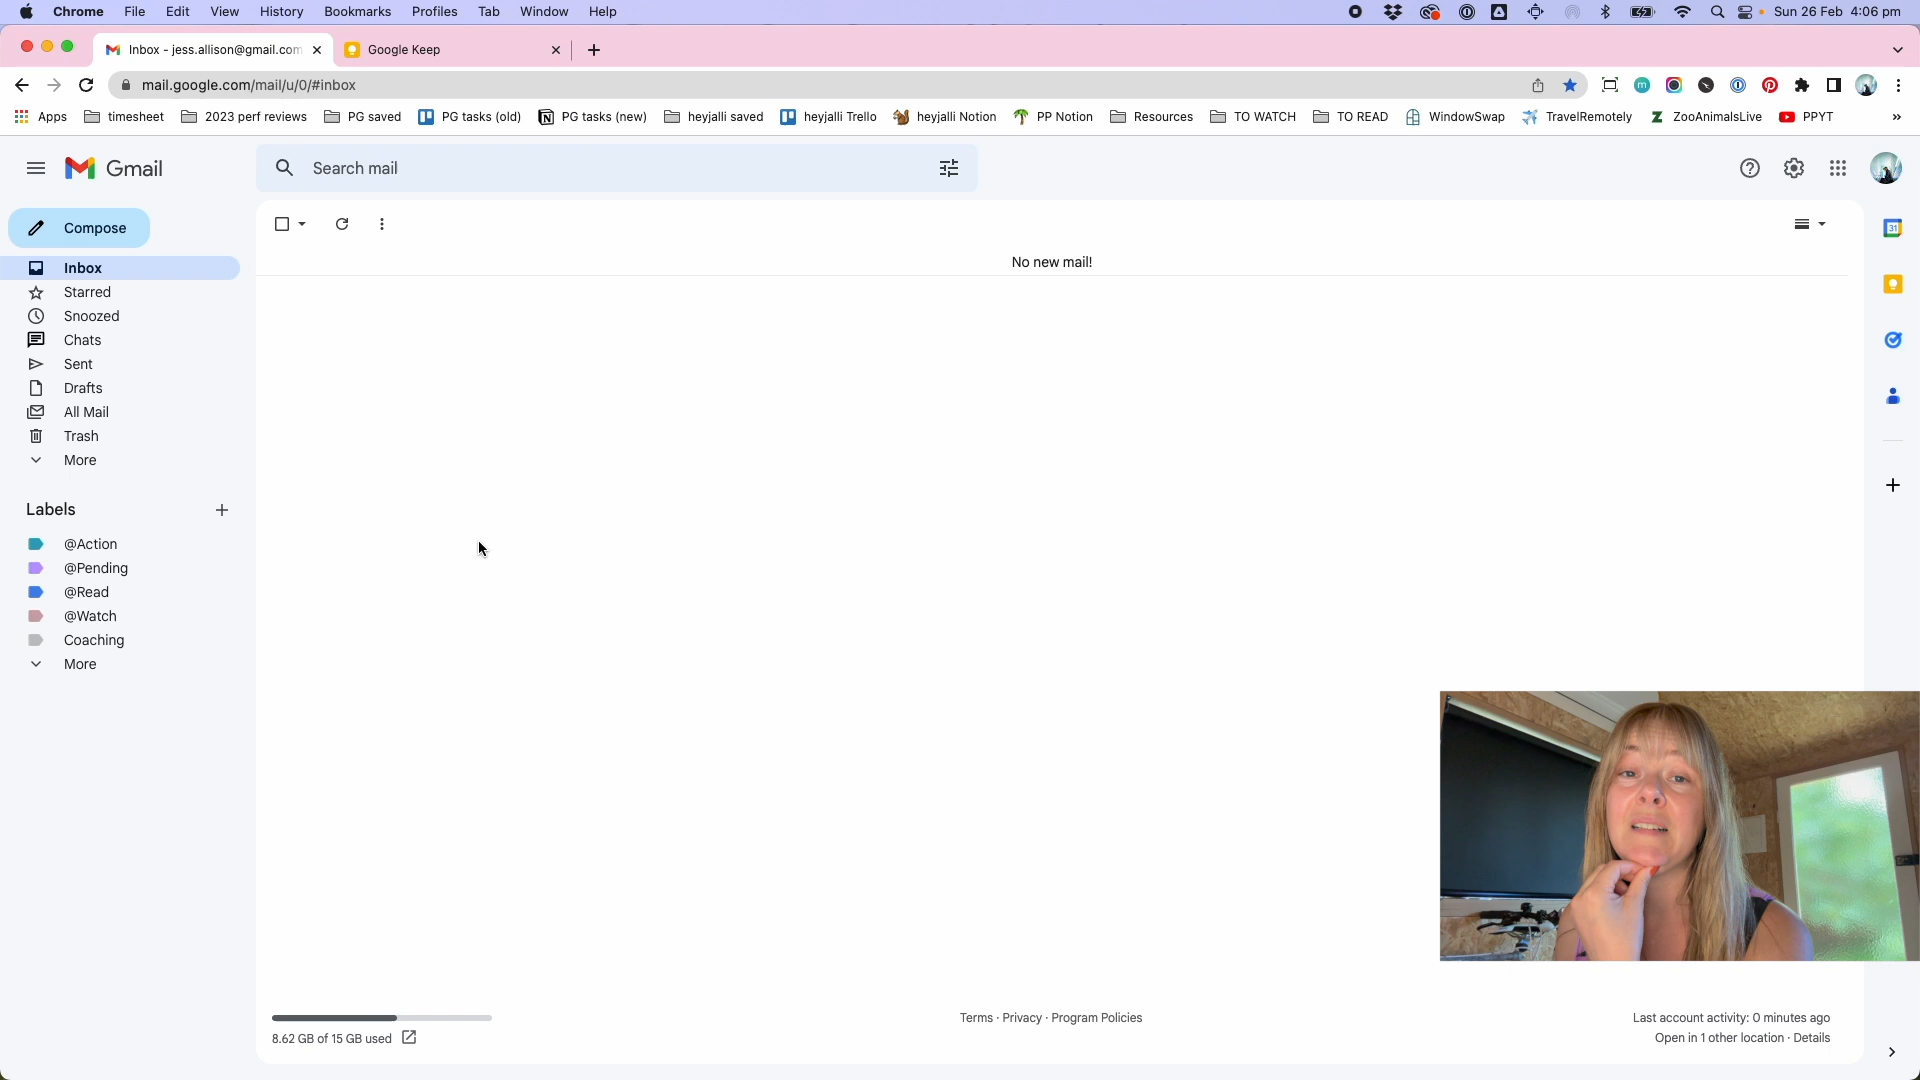 Chrome File Edit View History Bookmarks Profiles Tab Window Help Sun 26 Feb 4:06 pm
Inbox - jess.allison@gmail.com Google Keep
mail.google.com/mail/u/0/#inbox
Apps timesheet 2023 perf reviews PG saved PG tasks (old) PG tasks (new) heyjalli saved heyjalli Trello heyjalli Notion PP Notion Resources TO WATCH TO READ WindowSwap TravelRemotely ZooAnimalsLive PPYT
Gmail Search mail
Compose
No new mail!
Inbox
Starred
Snoozed
Chats
Sent
Drafts
All Mail
Trash
More
Labels
@Action
@Pending
@Read
@Watch
Coaching
More
31
Terms · Privacy · Program Policies
Last account activity: 0 minutes ago
8.62 GB of 15 GB used
Open in 1 other location · Details